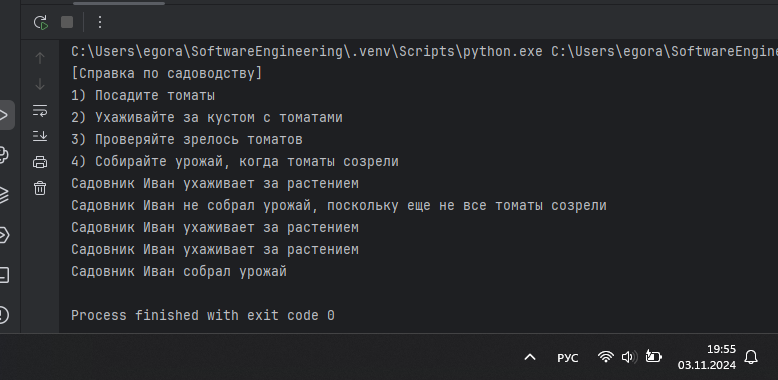 C:\Users\egora\SoftwareEngineering\.venv\Scripts\python.exe C:\Users\egora\SoftwareEngine
[Справка по садоводству]
1) Посадите томаты
2) Ухаживайте за кустом с томатами
3) Проверяйте зрелось томатов
4) Собирайте урожай, когда томаты созрели
Садовник Иван ухаживает за растением
Садовник Иван не собрал урожай, поскольку еще не все томаты созрели
Садовник Иван ухаживает за растением
Садовник Иван ухаживает за растением
Садовник Иван собрал урожай
Process finished with exit code 0
РУС
19:55
03.11.2024